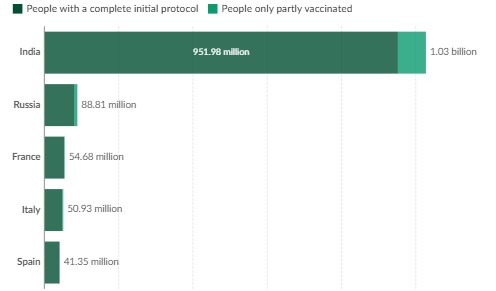 People with a complete initial protocol People only partly vaccinated
India 951.98 million 1.03 billion
Russia 88.81 million
France 54.68 million
Italy 50.93 million
Spain 41.35 million